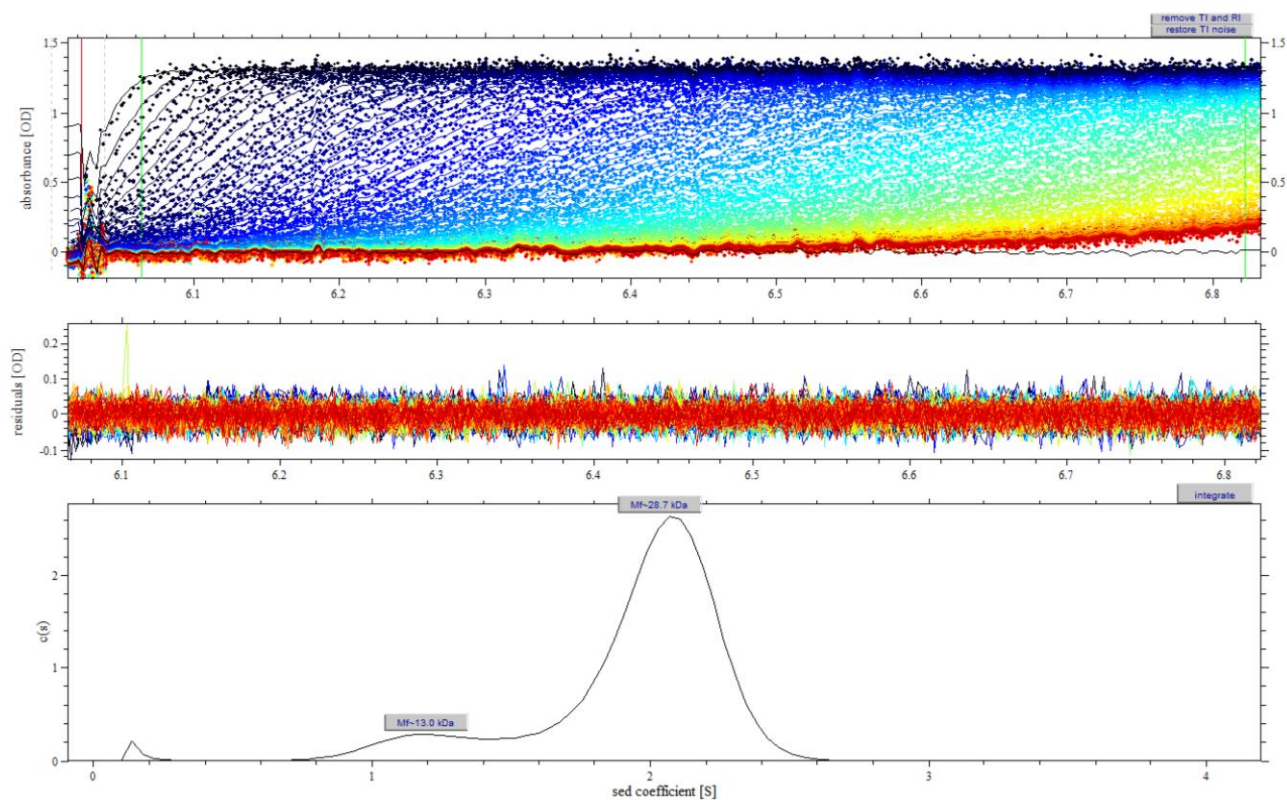 remove TI and RI
restore TI noise
1.5
1
0.5
0
absorbance [OD]
1.5
1
0.5
0
6.1 6.2 6.3 6.4 6.5 6.6 6.7 6.8
0.2
0.1
0
-0.1
residuals [OD]
6.1 6.2 6.3 6.4 6.5 6.6 6.7 6.8
Mf~28.7 kDa
integrate
2
1
0
c(s)
Mf~13.0 kDa
0 1 2 3 4
sed coefficient [S]